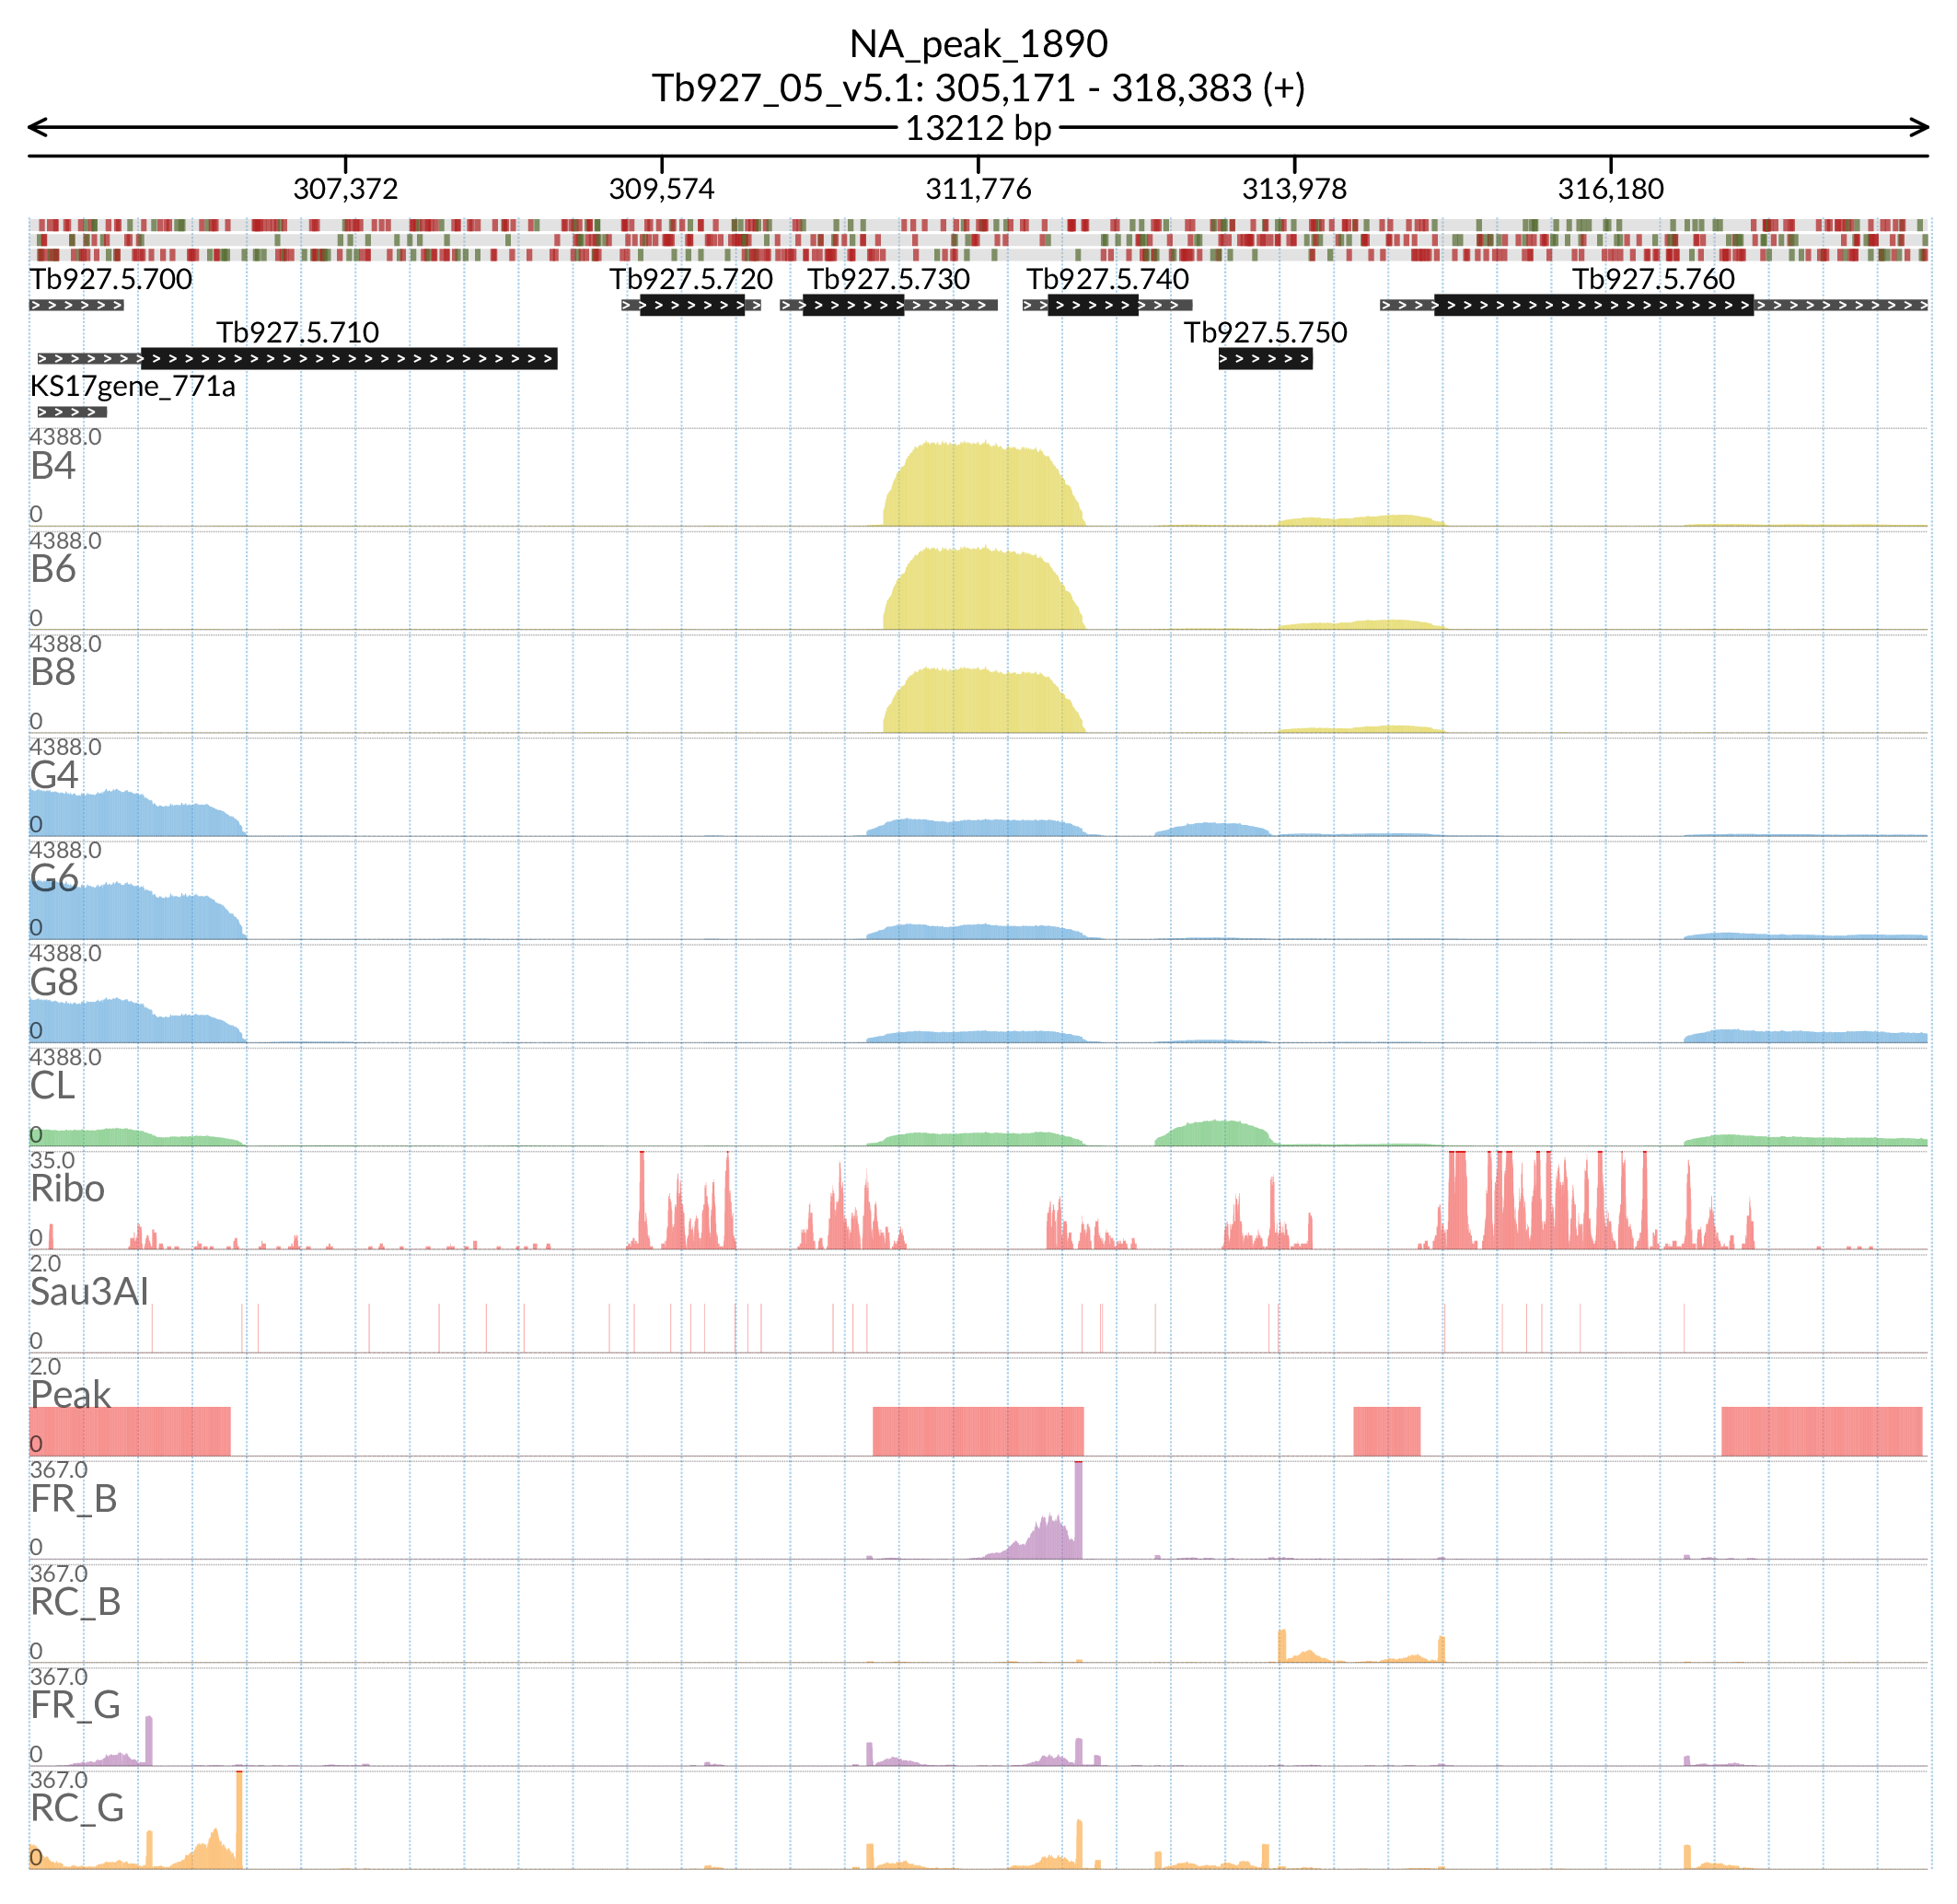 NA_peak_1890
Tb927_05_v5.1: 305,171 - 318,383 (+)
13212 bp
307,372 309,574 311,776 313,978 316,180
Tb927.5.700 Tb927.5.720 Tb927.5.730 Tb927.5.740 Tb927.5.760
Tb927.5.710 Tb927.5.750
KS17gene_771a
4388.0
B4
0
4388.0
B6
0
4388.0
B8
0
4388.0
G4
0
4388.0
G6
0
4388.0
G8
0
4388.0
CL
0
35.0
Ribo
0
2.0
Sau3AI
0
2.0
Peak
0
367.0
FR_B
0
367.0
RC_B
0
367.0
FR_G
0
367.0
RC_G
0